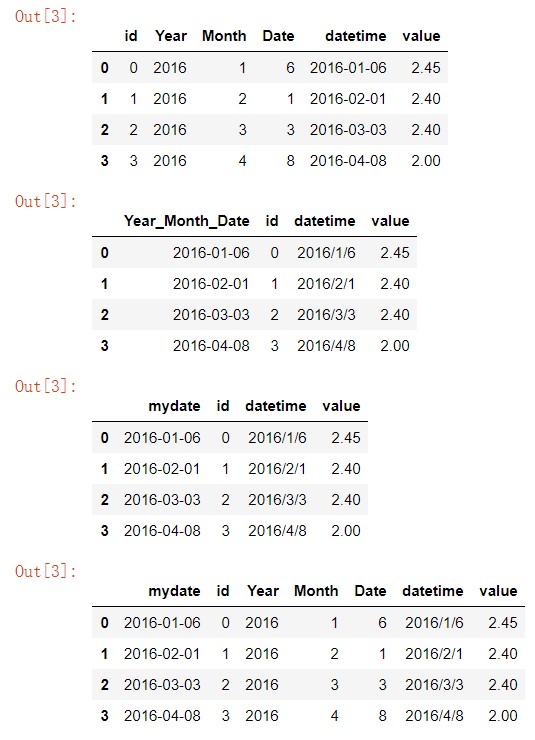 Out[3]:
id Year Month Date datetime value
0 0 2016 1 6 2016-01-06 2.45
1 1 2016 2 1 2016-02-01 2.40
2 2 2016 3 3 2016-03-03 2.40
3 3 2016 4 8 2016-04-08 2.00
Out[3]:
Year_Month_Date id datetime value
0 2016-01-06 0 2016/1/6 2.45
1 2016-02-01 1 2016/2/1 2.40
2 2016-03-03 2 2016/3/3 2.40
3 2016-04-08 3 2016/4/8 2.00
Out[3]:
mydate id datetime value
0 2016-01-06 0 2016/1/6 2.45
1 2016-02-01 1 2016/2/1 2.40
2 2016-03-03 2 2016/3/3 2.40
3 2016-04-08 3 2016/4/8 2.00
Out[3]:
mydate id Year Month Date datetime value
0 2016-01-06 0 2016 1 6 2016/1/6 2.45
1 2016-02-01 1 2016 2 1 2016/2/1 2.40
2 2016-03-03 2 2016 3 3 2016/3/3 2.40
3 2016-04-08 3 2016 4 8 2016/4/8 2.00